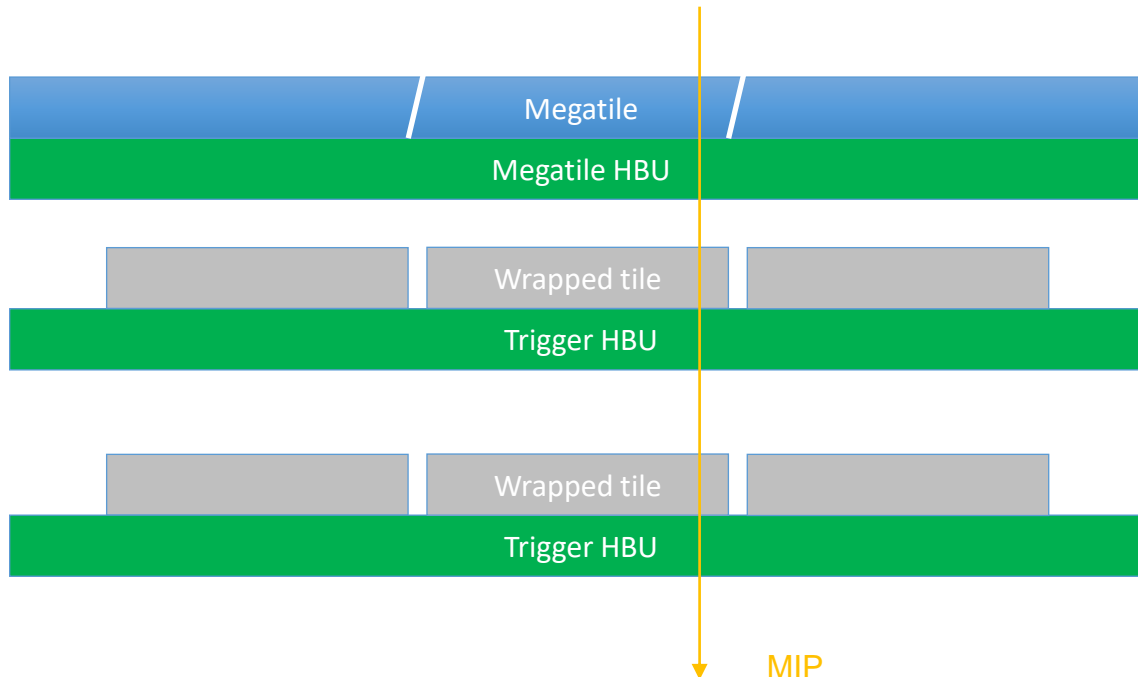 Megatile
Megatile HBU
Wrapped tile
Trigger HBU
Wrapped tile
Trigger HBU
MIP